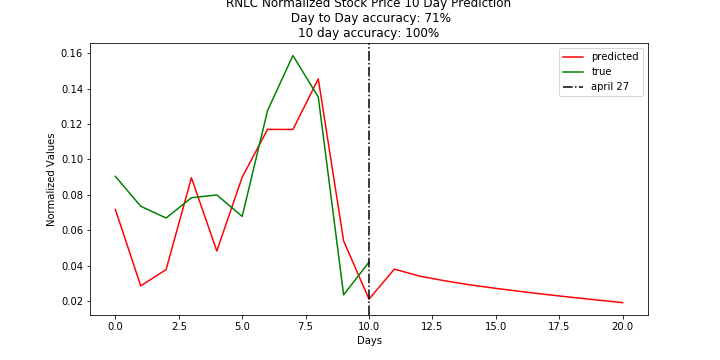 RNLC Normalized Stock Price 10 Day Prediction
Day to Day accuracy: 71%
10 day accuracy: 100%
predicted
true
april 27
Normalized Values
0.16
0.14
0.12
0.10
0.08
0.06
0.04
0.02
0.0
2.5
5.0
7.5
10.0
12.5
15.0
17.5
20.0
Days